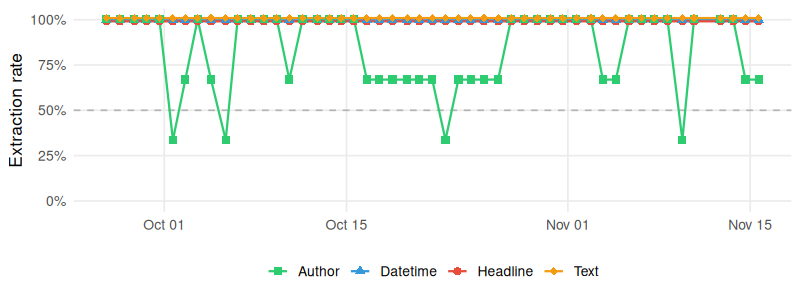 Extraction rate
100%
75%
50%
25%
0%
Oct 01 Oct 15 Nov 01 Nov 15
Author Datetime Headline Text